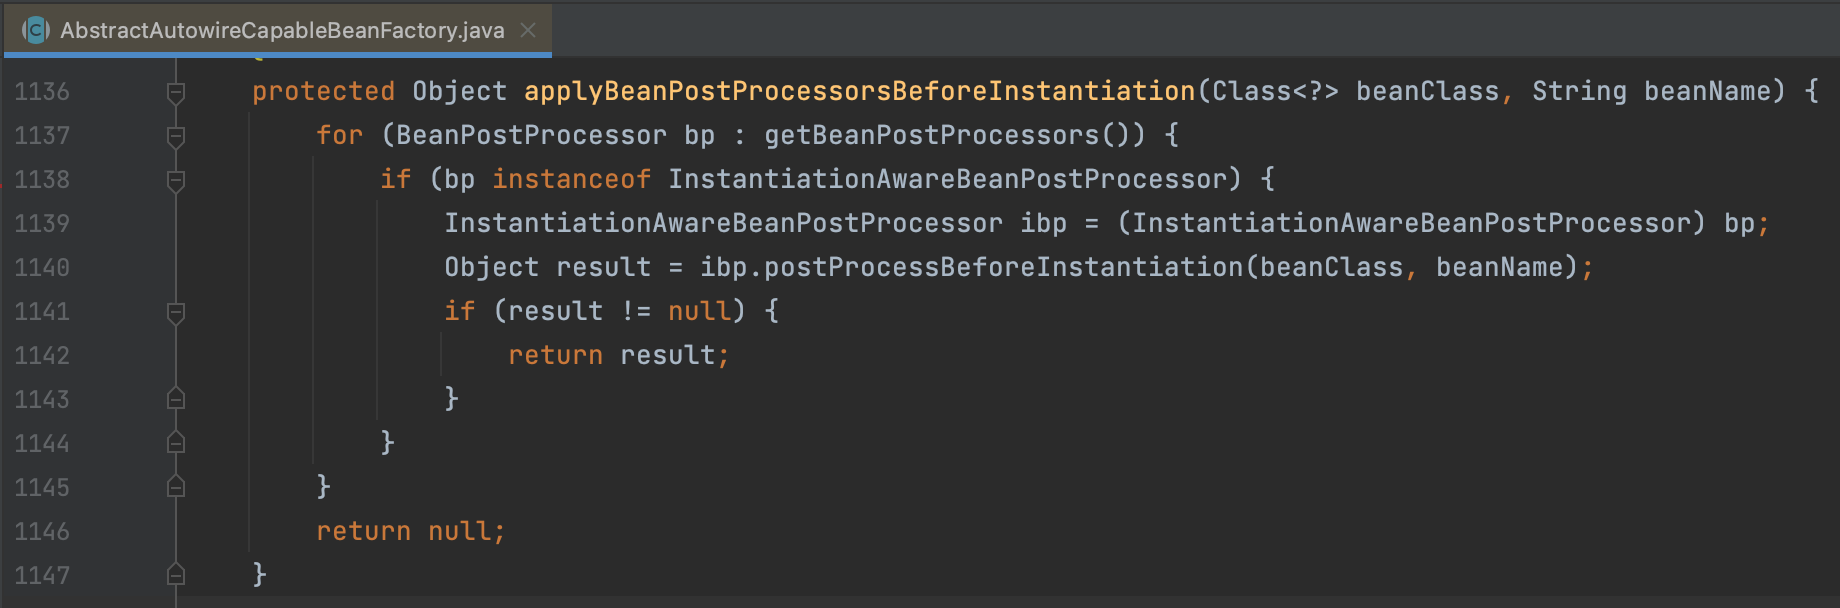 AbstractAutowireCapableBeanFactory.java
1136 protected Object applyBeanPostProcessorsBeforeInstantiation(Class<?> beanClass, String beanName) {
1137 for (BeanPostProcessor bp : getBeanPostProcessors()) {
1138 if (bp instanceof InstantiationAwareBeanPostProcessor) {
1139 InstantiationAwareBeanPostProcessor ibp = (InstantiationAwareBeanPostProcessor) bp;
1140 Object result = ibp.postProcessBeforeInstantiation(beanClass, beanName);
1141 if (result != null) {
1142 return result;
1143 }
1144 }
1145 }
1146 return null;
1147 }